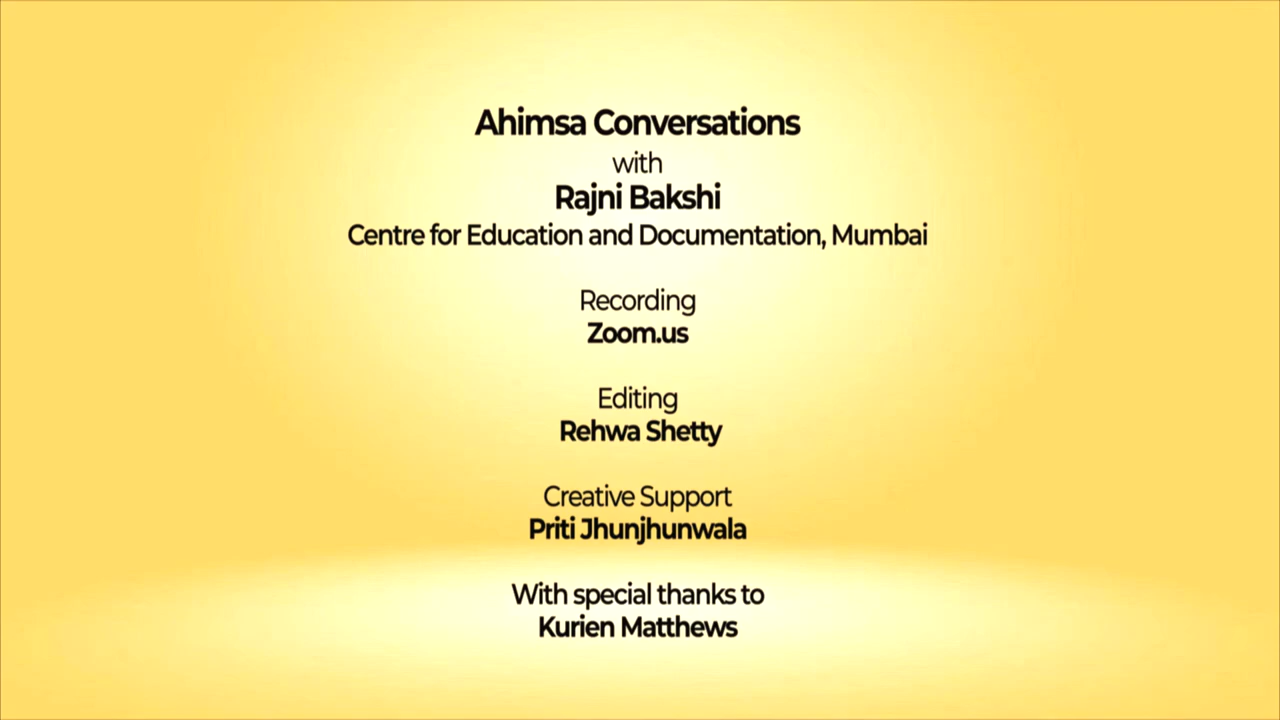 Ahimsa Conversations
with
Rajni Bakshi
Centre for Education and Documentation, Mumbai
Recording
Zoom.us
Editing
Rehwa Shetty
Creative Support
Priti Jhunjhunwala
With special thanks to
Kurien Matthews